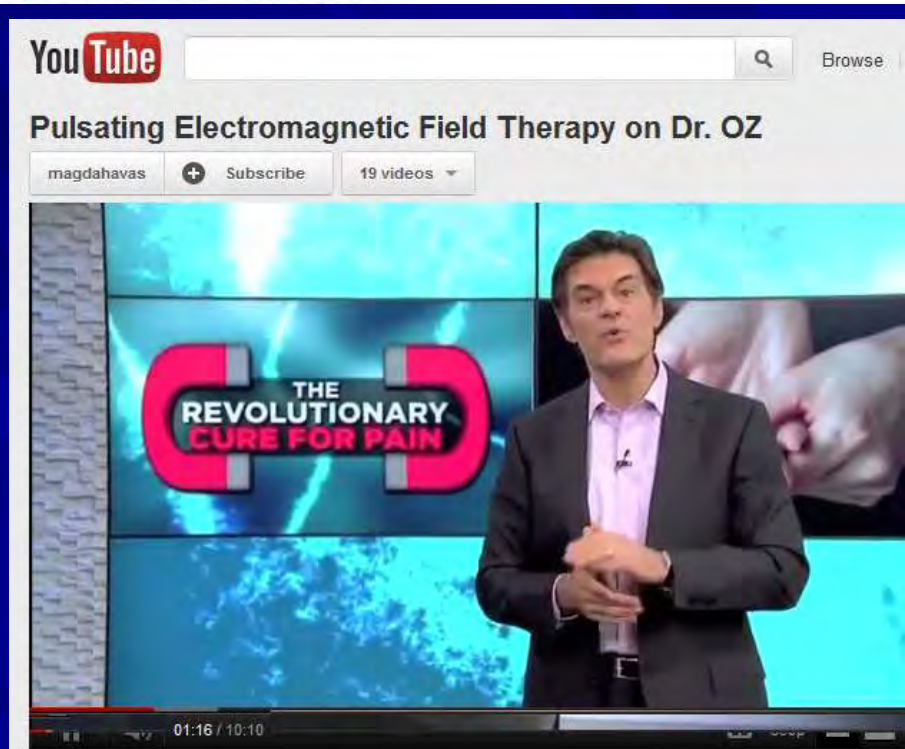 You Tube
Browse
Pulsating Electromagnetic Field Therapy on Dr. OZ
magdahavas
Subscribe
19 videos
THE
REVOLUTIONARY
CURE FOR PAIN
01:16 / 10:10